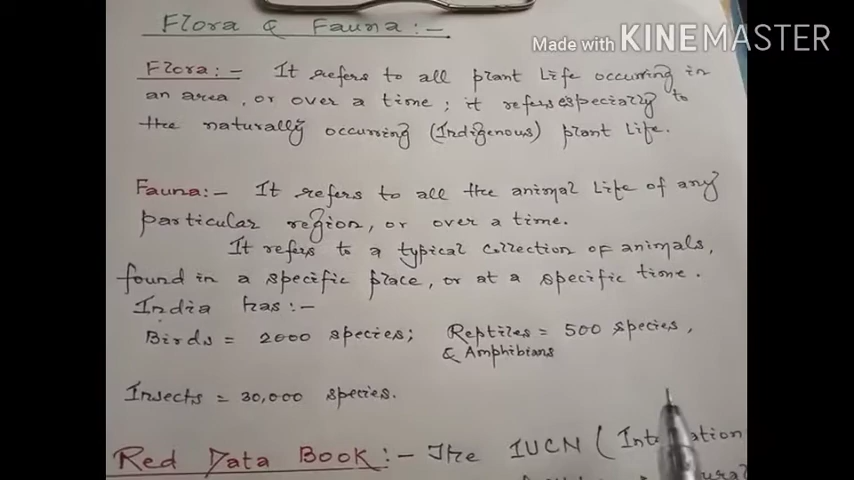 Flora & Fauna :-
Made with KINEMASTER
Flora :- It refers to all plant Life occurring in
an area, or over a time; it refers especially to
the naturally occurring (Indigenous) plant Life.
Fauna :- It refers to all the animal Life of any
particular region, or over a time.
It refers to a typical collection of animals,
found in a specific place, or at a specific time.
India has :-
Birds = 2000 species; Reptiles = 500 species,
& Amphibians
Insects = 30,000 species.
Red Data Book :- The IUCN (